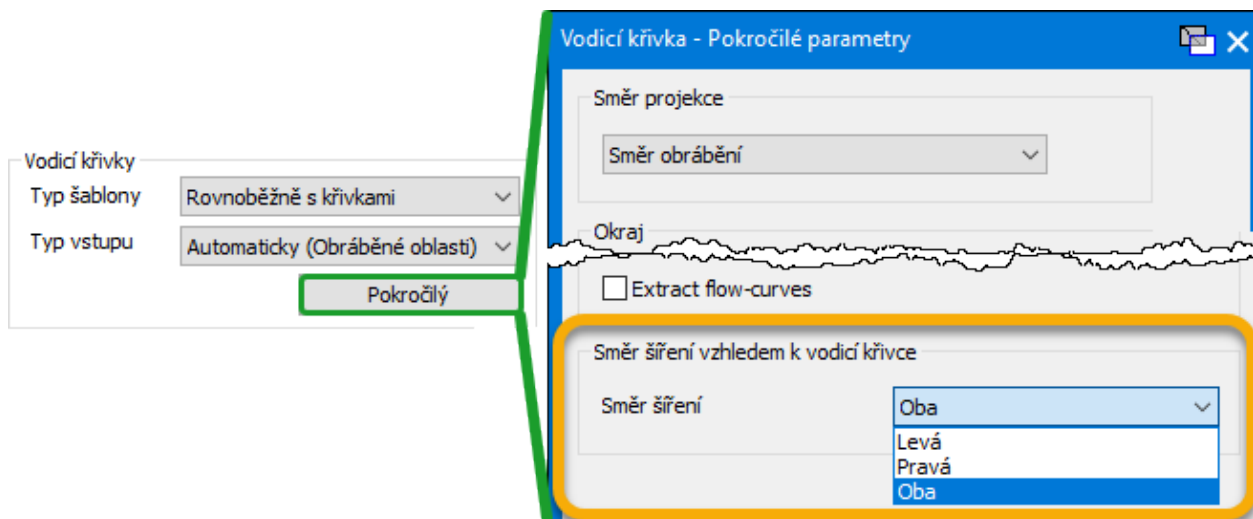 Vodicí křivky
Typ šablony Rovnoběžně s křivkami
Typ vstupu Automaticky (Obráběné oblasti)
Pokročilý
Vodicí křivka - Pokročilé parametry
Směr projekce
Směr obrábění
Okraj
Extract flow-curves
Směr šíření vzhledem k vodicí křivce
Směr šíření Oba
Levá
Pravá
Oba